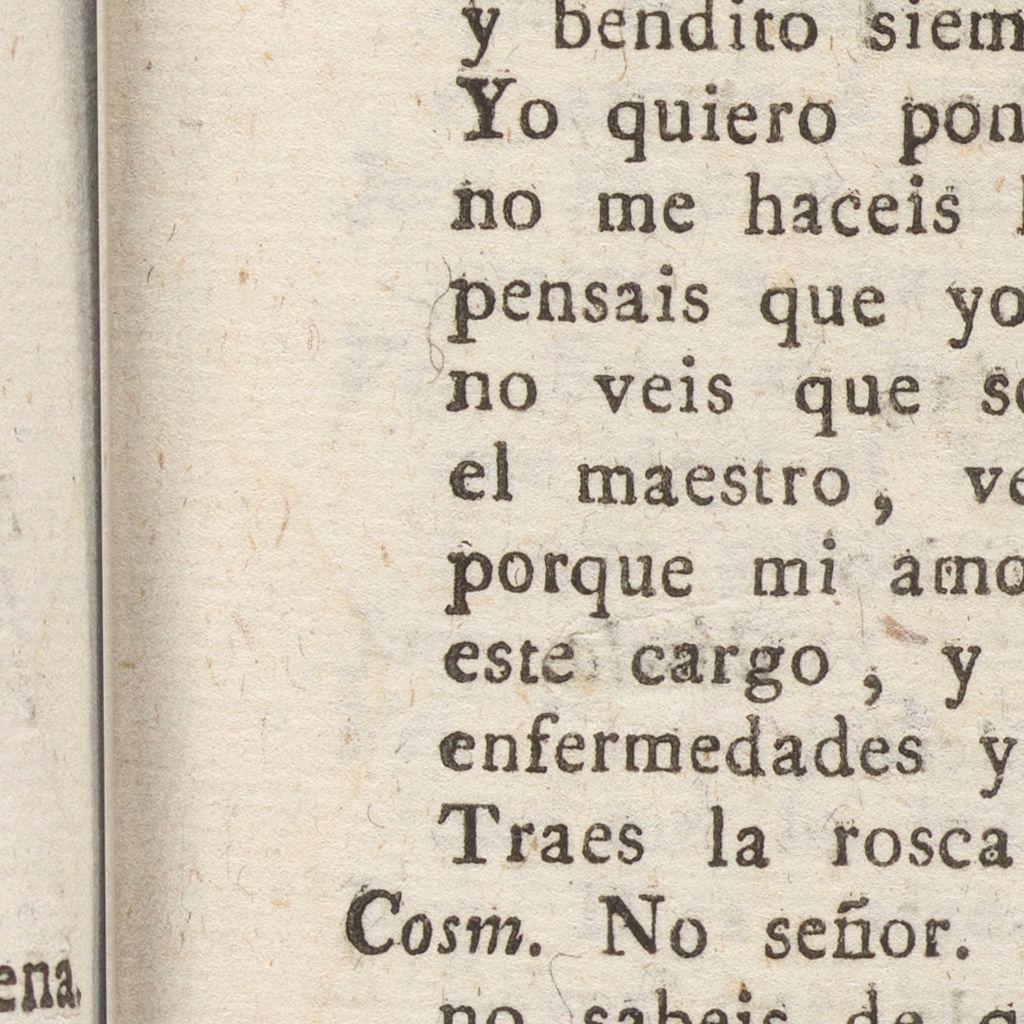 y bendito siem
Yo quiero pon
no me haceis
pensais que yo
no veis que
el maestro, ve
porque mi amo
este cargo, y
enfermedades y
Traes la rosca
Cosm. No señor.
no sabeis de
ena,